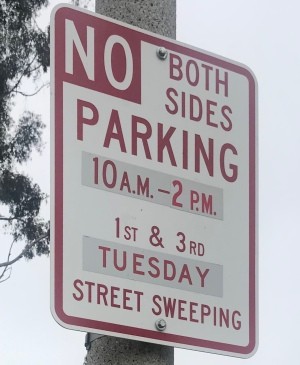 NO BOTH
SIDES
PARKING
10 A.M. – 2 P.M.
1ST & 3RD
TUESDAY
STREET SWEEPING